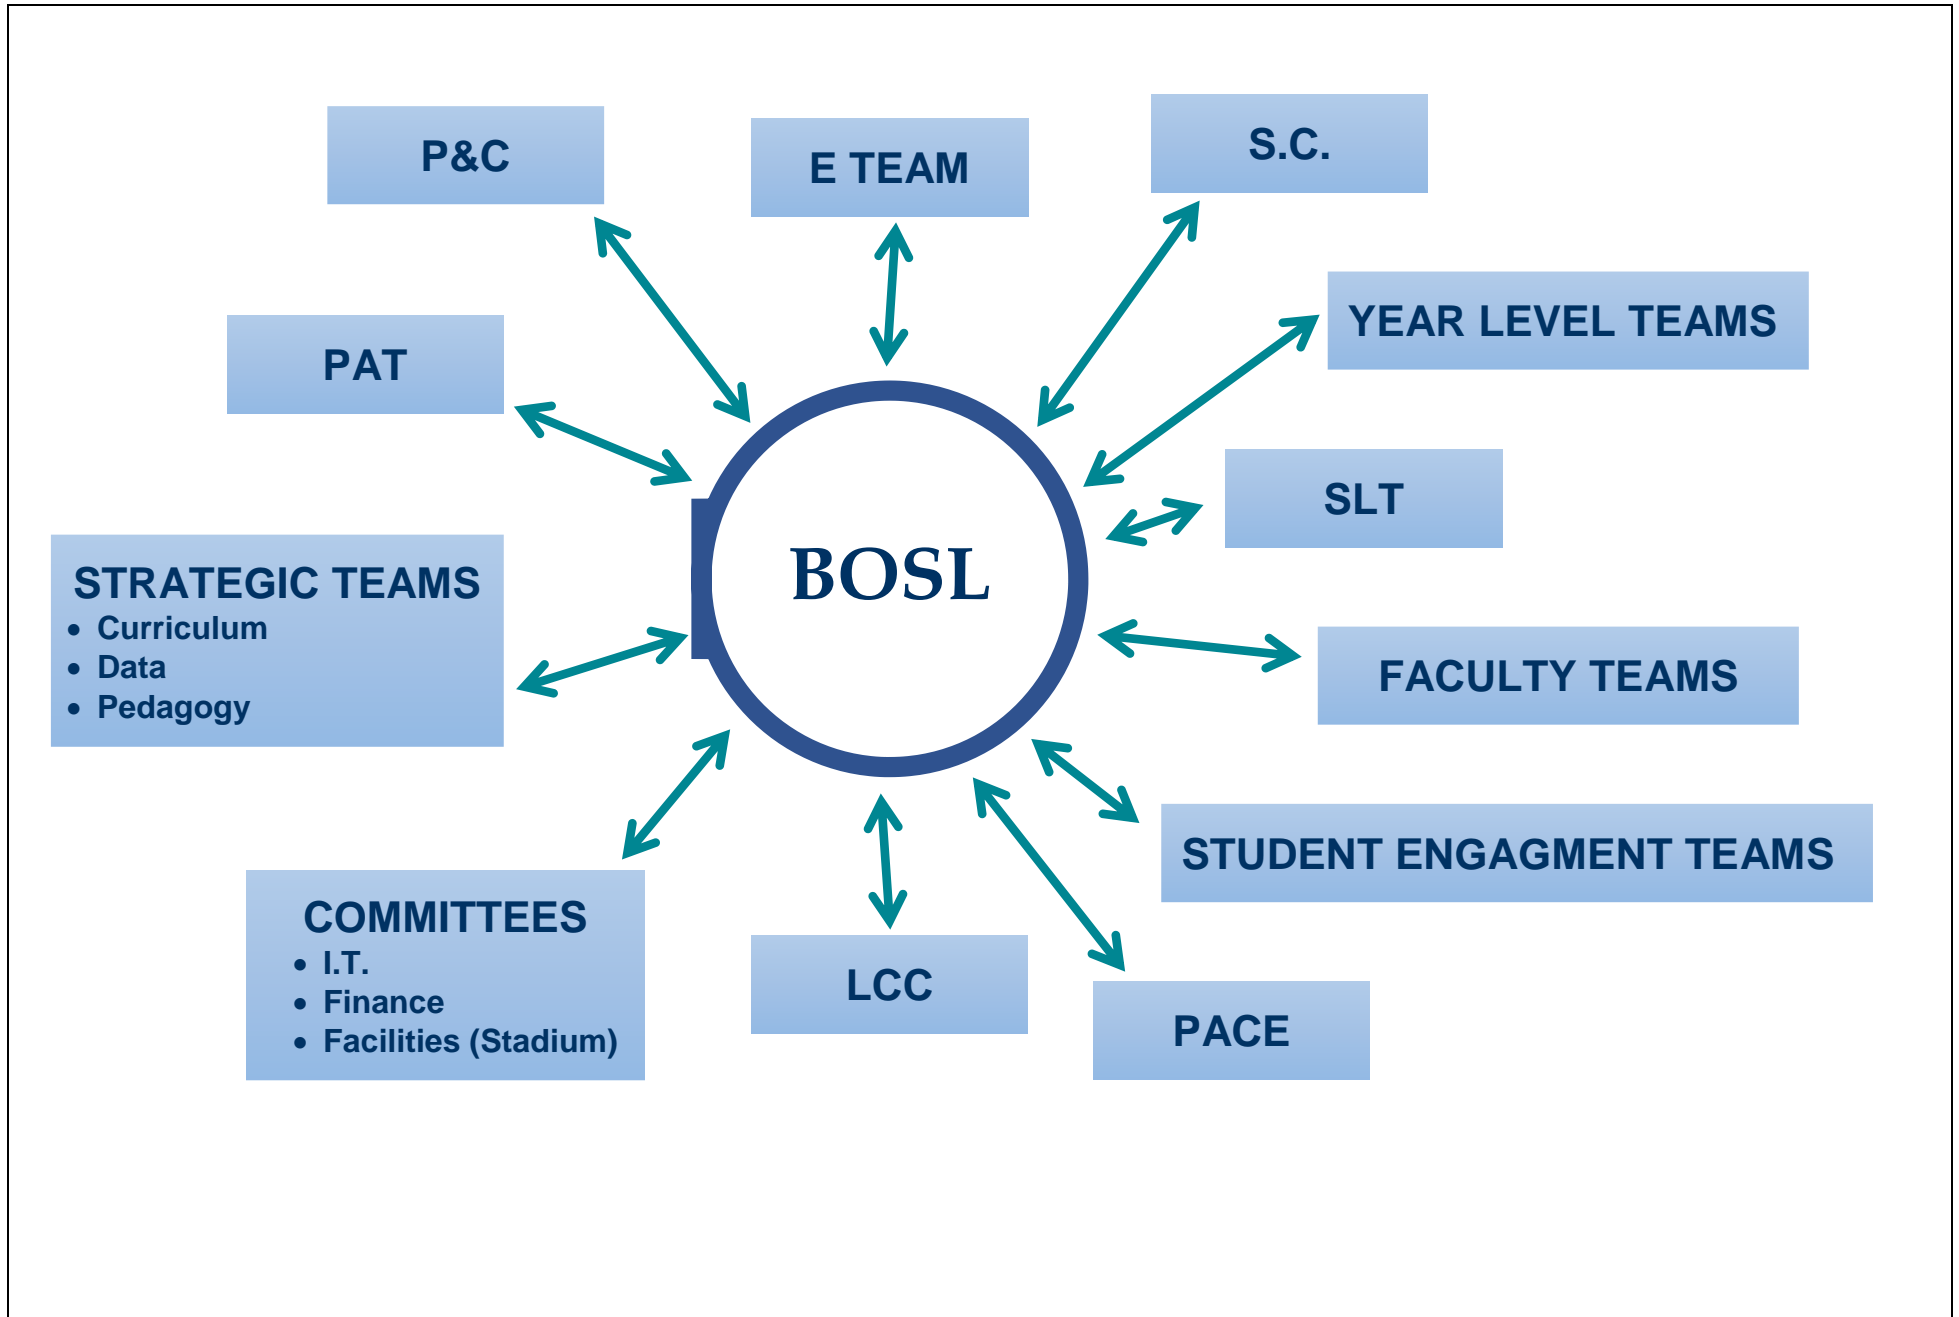 P&C
E TEAM
S.C.
YEAR LEVEL TEAMS
PAT
SLT
BOSL
STRATEGIC TEAMS
• Curriculum
• Data
• Pedagogy
FACULTY TEAMS
STUDENT ENGAGMENT TEAMS
COMMITTEES
• I.T.
• Finance
• Facilities (Stadium)
LCC
PACE